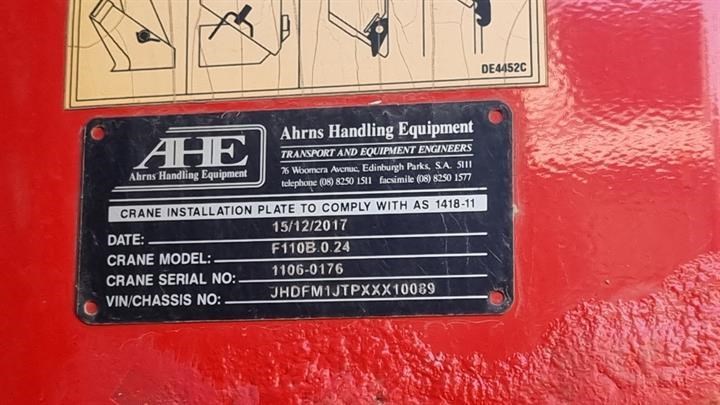 DE4452C
AHE
Ahrns Handling Equipment
Ahrns Handling Equipment
TRANSPORT AND EQUIPMENT ENGINEERS
76 Woomera Avenue, Edinburgh Parks, S.A. 5111
telephone (08) 8250 1511 facsimile (08) 8250 1577
CRANE INSTALLATION PLATE TO COMPLY WITH AS 1418-11
DATE: 15/12/2017
CRANE MODEL: F110B.0.24
CRANE SERIAL NO: 1106-0176
VIN/CHASSIS NO: JHDFM1JTPXXX10089